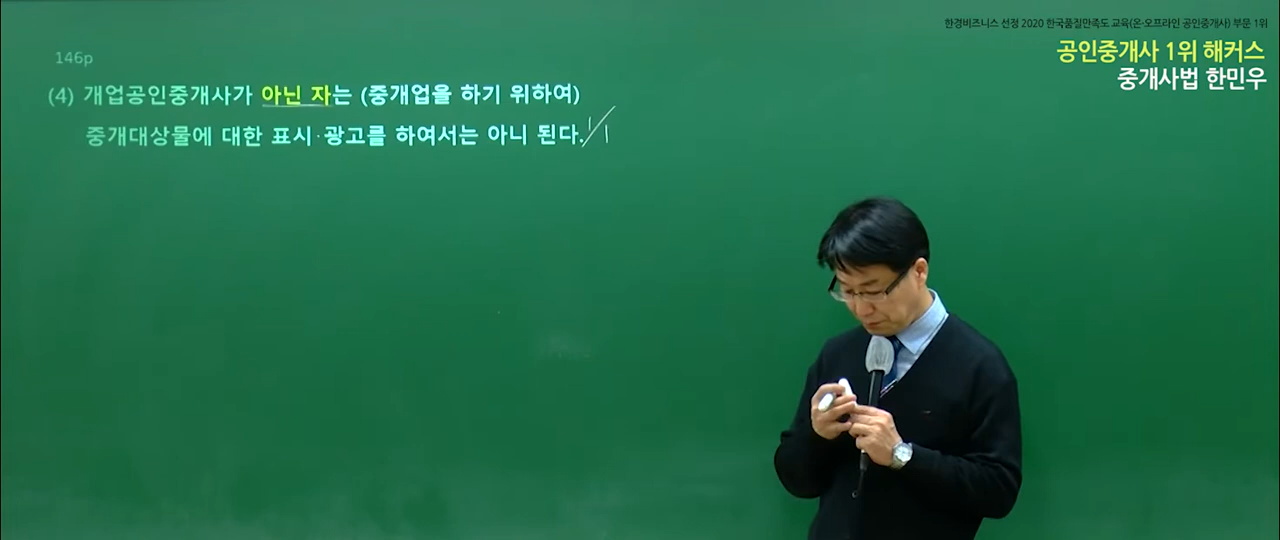 한경비즈니스 선정 2020 한국품질만족도 교육(온·오프라인 공인중개사) 부문 1위
공인중개사 1위 해커스
중개사법 한민우
146p
(4) 개업공인중개사가 아닌 자는 (중개업을 하기 위하여)
중개대상물에 대한 표시·광고를 하여서는 아니 된다. 1/1